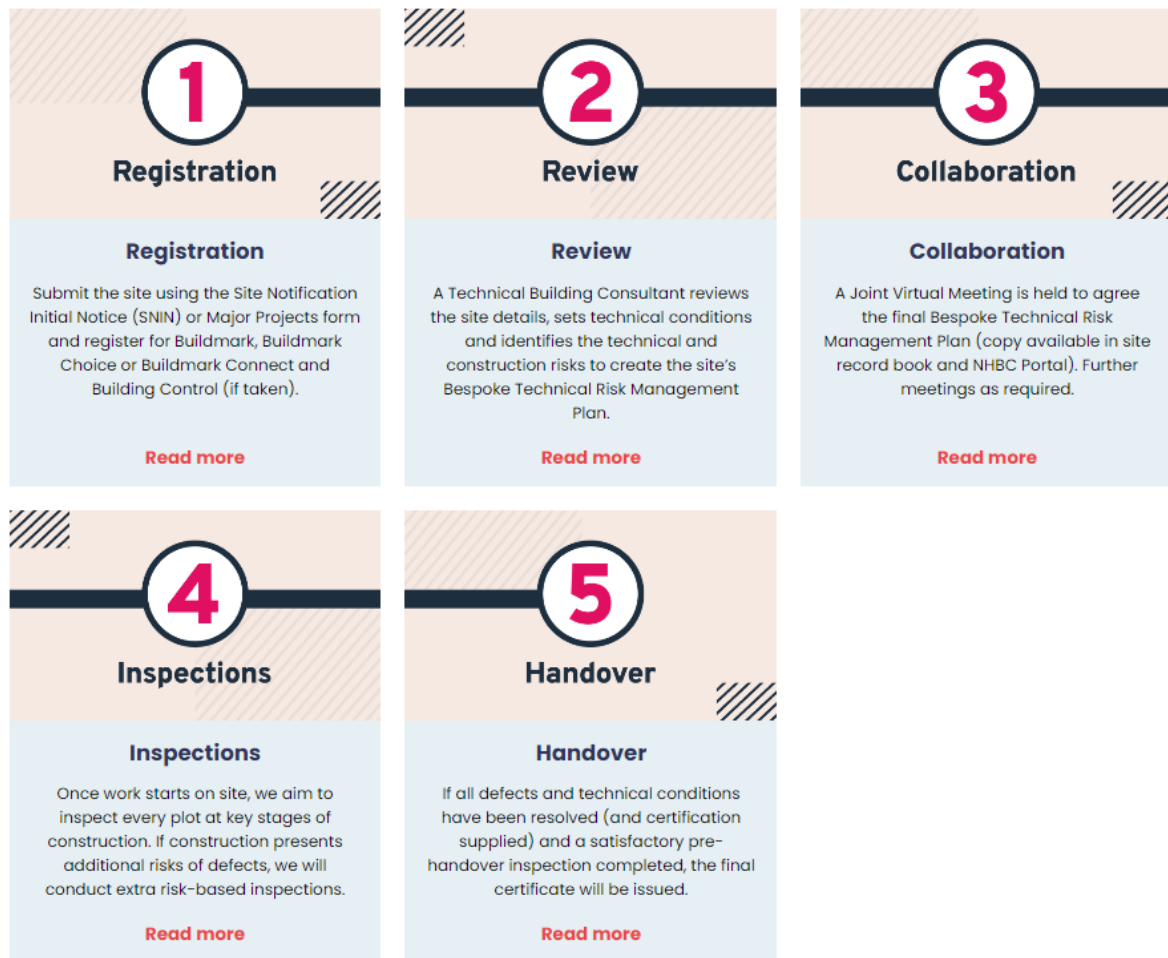 1
Registration
Registration
Submit the site using the Site Notification
Initial Notice (SNIN) or Major Projects form
and register for Buildmark, Buildmark
Choice or Buildmark Connect and
Building Control (if taken).
Read more
2
Review
Review
A Technical Building Consultant reviews
the site details, sets technical conditions
and identifies the technical and
construction risks to create the site’s
Bespoke Technical Risk Management
Plan.
Read more
3
Collaboration
Collaboration
A Joint Virtual Meeting is held to agree
the final Bespoke Technical Risk
Management Plan (copy available in site
record book and NHBC Portal). Further
meetings as required.
Read more
4
Inspections
Inspections
Once work starts on site, we aim to
inspect every plot at key stages of
construction. If construction presents
additional risks of defects, we will
conduct extra risk-based inspections.
Read more
5
Handover
Handover
If all defects and technical conditions
have been resolved (and certification
supplied) and a satisfactory pre-
handover inspection completed, the final
certificate will be issued.
Read more